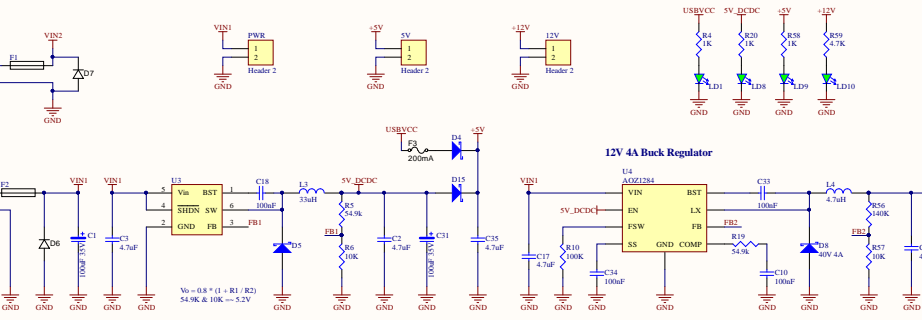 VIN2
F1
D7
GND
VIN1
PWR
1
2
Header 2
GND
+5V
5V
1
2
Header 2
GND
+12V
12V
1
2
Header 2
GND
USBVCC
5V_DCDC
+5V
+12V
R4
1K
R20
1K
R58
1K
R59
4.7K
LD1
LD8
LD9
LD10
GND
GND
GND
GND
USBVCC
F3
200mA
D4
+5V
12V 4A Buck Regulator
F2
VIN1
VIN1
D6
C1
100uF 35V
C3
4.7uF
U3
5
Vin
BST
1
4
SHDN
SW
6
2
GND
FB
3
FB1
C18
100nF
L3
33uH
D5
5V_DCDC
R5
54.9k
FB1
R6
10K
C2
4.7uF
C31
100uF 35V
D15
C35
4.7uF
GND
GND
GND
GND
GND
GND
GND
GND
GND
GND
Vo = 0.8 * (1 + R1 / R2)
54.9K & 10K =~ 5.2V
VIN1
C17
4.7uF
5V_DCDC
R10
100K
C34
100nF
U4
AOZ1284
VIN
BST
EN
LX
FSW
FB
SS
GND
COMP
FB2
R19
54.9k
C10
100nF
C33
100nF
D8
40V 4A
L4
4.7uH
R56
140K
FB2
R57
10K
GND
GND
GND
GND
GND
GND
GND